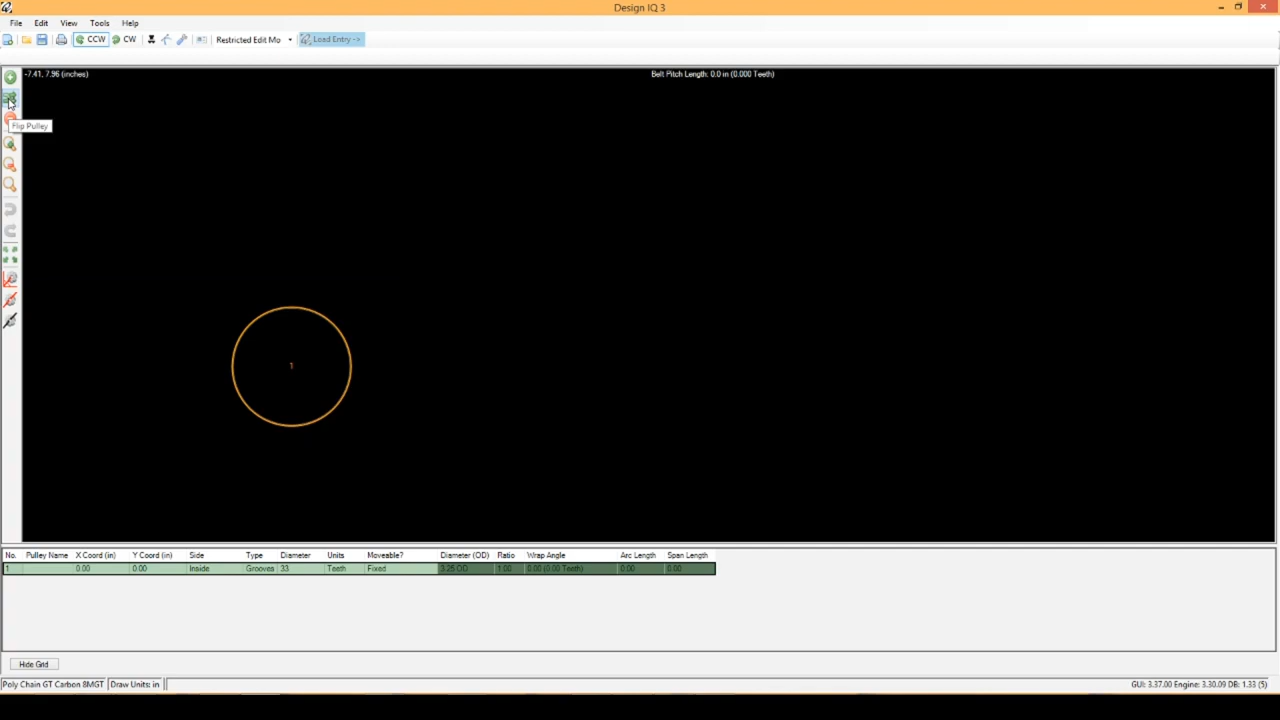 Design IQ 3
File Edit View Tools Help
CCW CW Restricted Edit Mo Load Entry ->
-7.41, 7.96 (inches) Belt Pitch Length: 0.0 in (0.000 Teeth)
Flip Pulley
1
No. Pulley Name X Coord (in) Y Coord (in) Side Type Diameter Units Moveable? Diameter (OD) Ratio Wrap Angle Arc Length Span Length
1 0.00 0.00 Inside Grooves 33 Teeth Fixed 3.25 OD 1.00 0.00 (0.00 Teeth) 0.00 0.00
Hide Grid
Poly Chain GT Carbon 8MGT Draw Units: in GUI: 3.37.00 Engine: 3.30.09 DB: 1.33 (5)